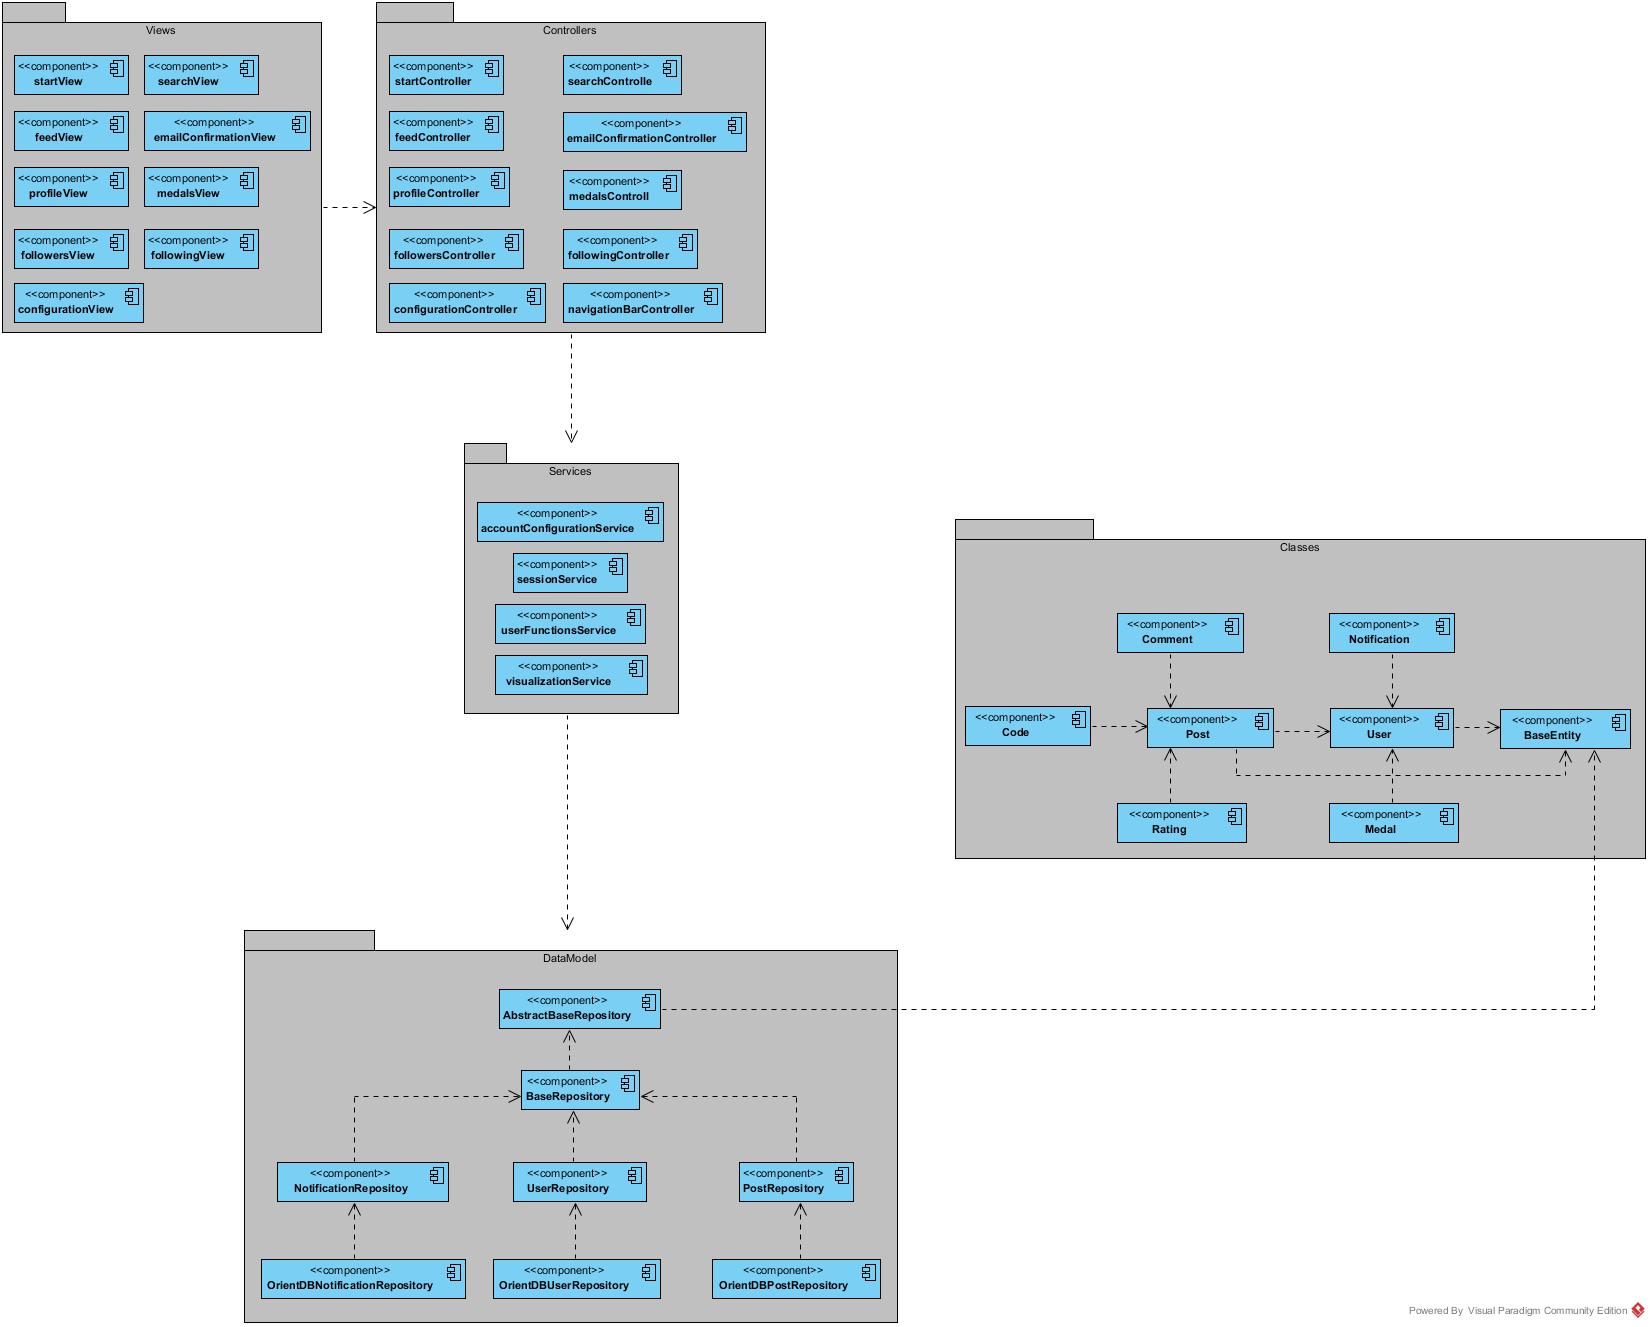 Views
<<component>>
startView
<<component>>
searchView
<<component>>
feedView
<<component>>
emailConfirmationView
<<component>>
profileView
<<component>>
medalsView
<<component>>
followersView
<<component>>
followingView
<<component>>
configurationView
Controllers
<<component>>
startController
<<component>>
searchControlle
<<component>>
feedController
<<component>>
emailConfirmationController
<<component>>
profileController
<<component>>
medalsControll
<<component>>
followersController
<<component>>
followingController
<<component>>
configurationController
<<component>>
navigationBarController
Services
<<component>>
accountConfigurationService
<<component>>
sessionService
<<component>>
userFunctionsService
<<component>>
visualizationService
Classes
<<component>>
Comment
<<component>>
Notification
<<component>>
Code
<<component>>
Post
<<component>>
User
<<component>>
BaseEntity
<<component>>
Rating
<<component>>
Medal
DataModel
<<component>>
AbstractBaseRepository
<<component>>
BaseRepository
<<component>>
NotificationRepositoy
<<component>>
UserRepository
<<component>>
PostRepository
<<component>>
OrientDBNotificationRepository
<<component>>
OrientDBUserRepository
<<component>>
OrientDBPostRepository
Powered By Visual Paradigm Community Edition